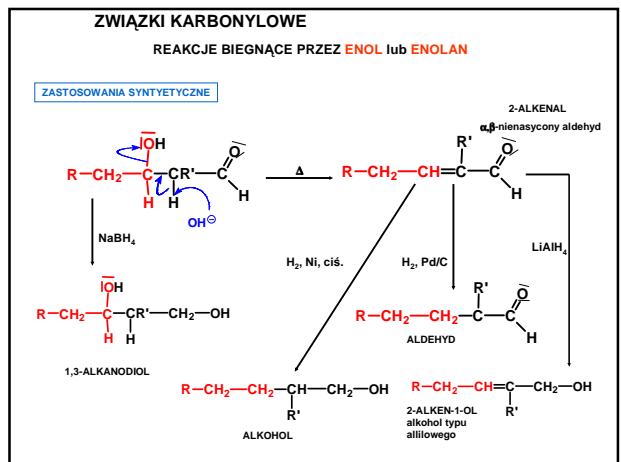 ZWIĄZKI KARBONYLOWE
REAKCJE BIEGNĄCE PRZEZ ENOL lub ENOLAN
ZASTOSOWANIA SYNTYETYCZNE
2-ALKENAL
α,β-nienasycony aldehyd
OH
O
R'
O
R—CH₂—C—CR'—C
Δ
R—CH₂—CH=C—C
H
H
H
H
OH⊖
NaBH₄
H₂, Ni, ciś.
H₂, Pd/C
LiAlH₄
OH
R'
O
R—CH₂—C—CR'—CH₂—OH
R—CH₂—CH₂—C—C
H
H
H
H
ALDEHYD
1,3-ALKANODIOL
R—CH₂—CH₂—CH—CH₂—OH
R'
ALKOHOL
R—CH₂—CH=C—CH₂—OH
R'
2-ALKEN-1-OL
alkohol typu
allilowego